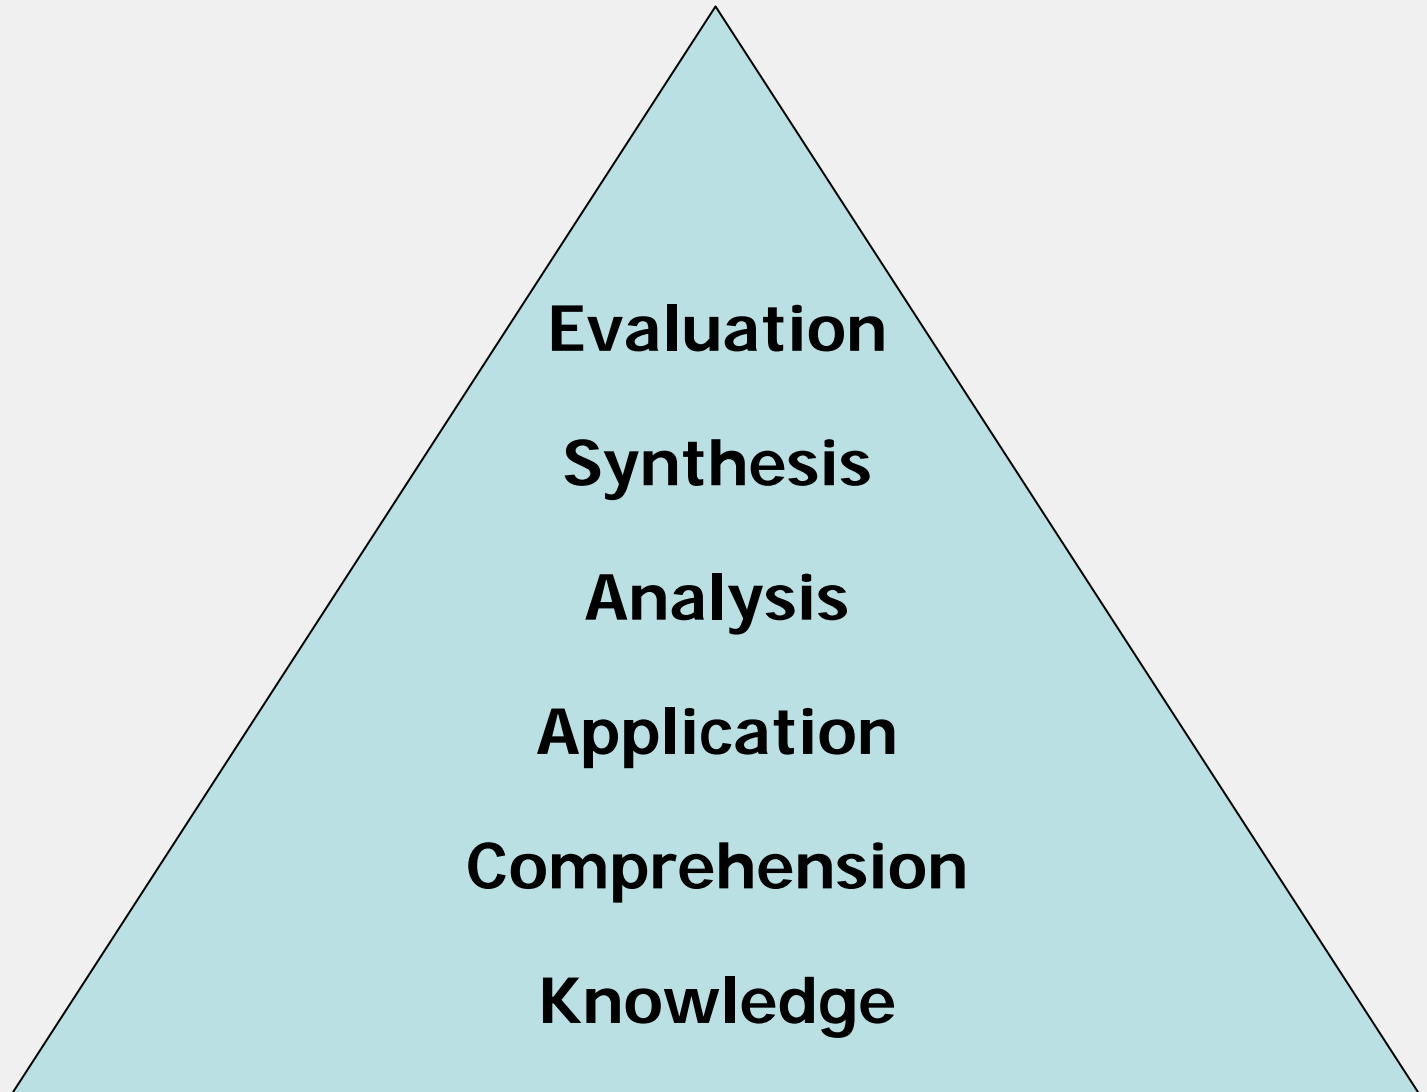 Evaluation
Synthesis
Analysis
Application
Comprehension
Knowledge